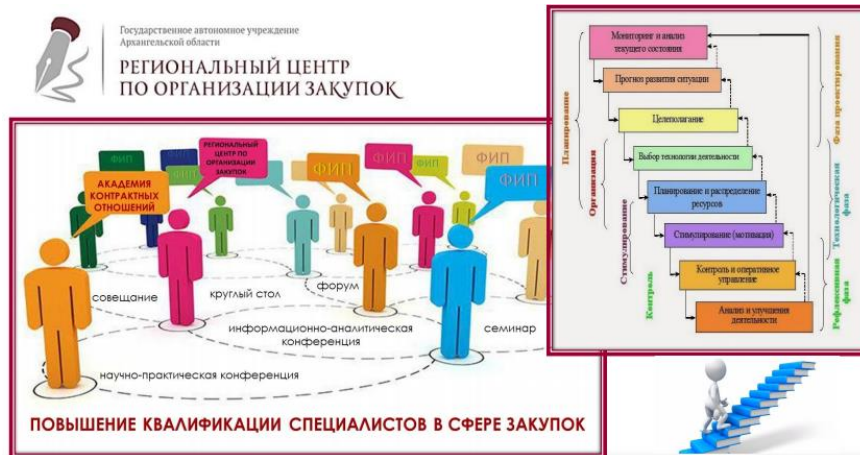 Государственное автономное учреждение
Архангельской области
РЕГИОНАЛЬНЫЙ ЦЕНТР
ПО ОРГАНИЗАЦИИ ЗАКУПОК
ФИП
ФИП
ФИП
ФИП
ФИП
ФИП
АКАДЕМИЯ
КОНТРАКТНЫХ
ОТНОШЕНИЙ
РЕГИОНАЛЬНЫЙ
ЦЕНТР ПО
ОРГАНИЗАЦИИ
ЗАКУПОК
ФИП
совещание
круглый стол
форум
информационно-аналитическая
конференция
семинар
научно-практическая конференция
ПОВЫШЕНИЕ КВАЛИФИКАЦИИ СПЕЦИАЛИСТОВ В СФЕРЕ ЗАКУПОК
Мониторинг и анализ
текущего состояния
Прогноз развития ситуации
Целеполагание
Выбор технологии деятельности
Планирование и распределение
ресурсов
Стимулирование (мотивация)
Контроль и оперативное
управление
Анализ и улучшения
деятельности
Планирование
Организация
Стимулирование
Контроль
Фаза проектирования
Технологическая
фаза
Рефлексивная
фаза